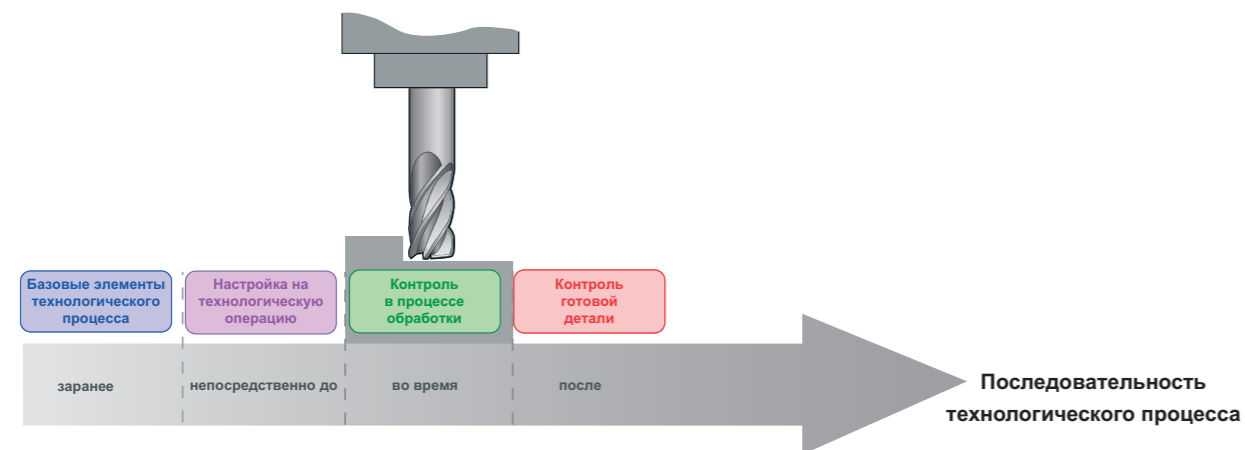 Базовые элементы
технологического
процесса
Настройка на
технологическую
операцию
Контроль
в процессе
обработки
Контроль
готовой
детали
заранее
непосредственно до
во время
после
Последовательность
технологического процесса